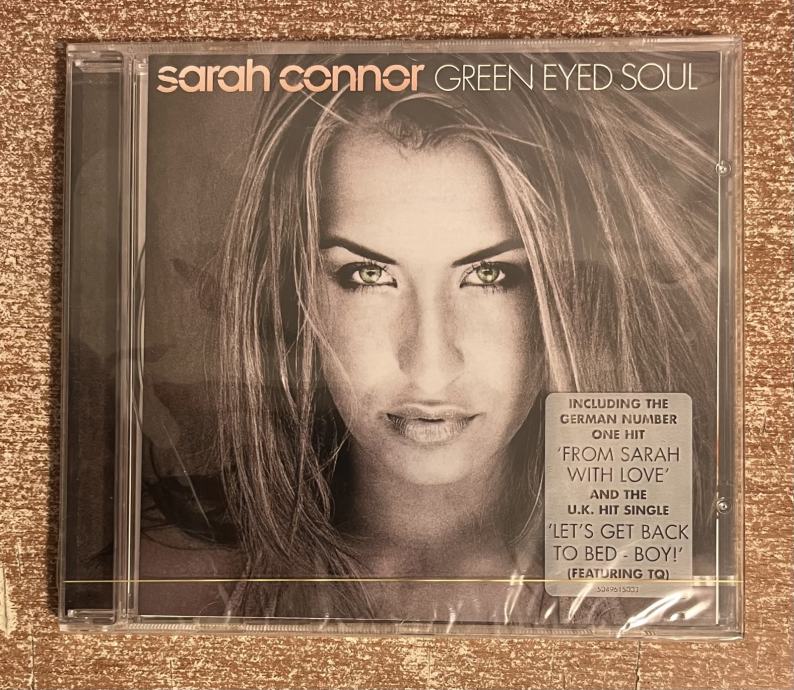 sarah connor GREEN EYED SOUL
INCLUDING THE
GERMAN NUMBER
ONE HIT
'FROM SARAH
WITH LOVE'
AND THE
U.K. HIT SINGLE
'LET'S GET BACK
TO BED - BOY!'
(FEATURING TQ)